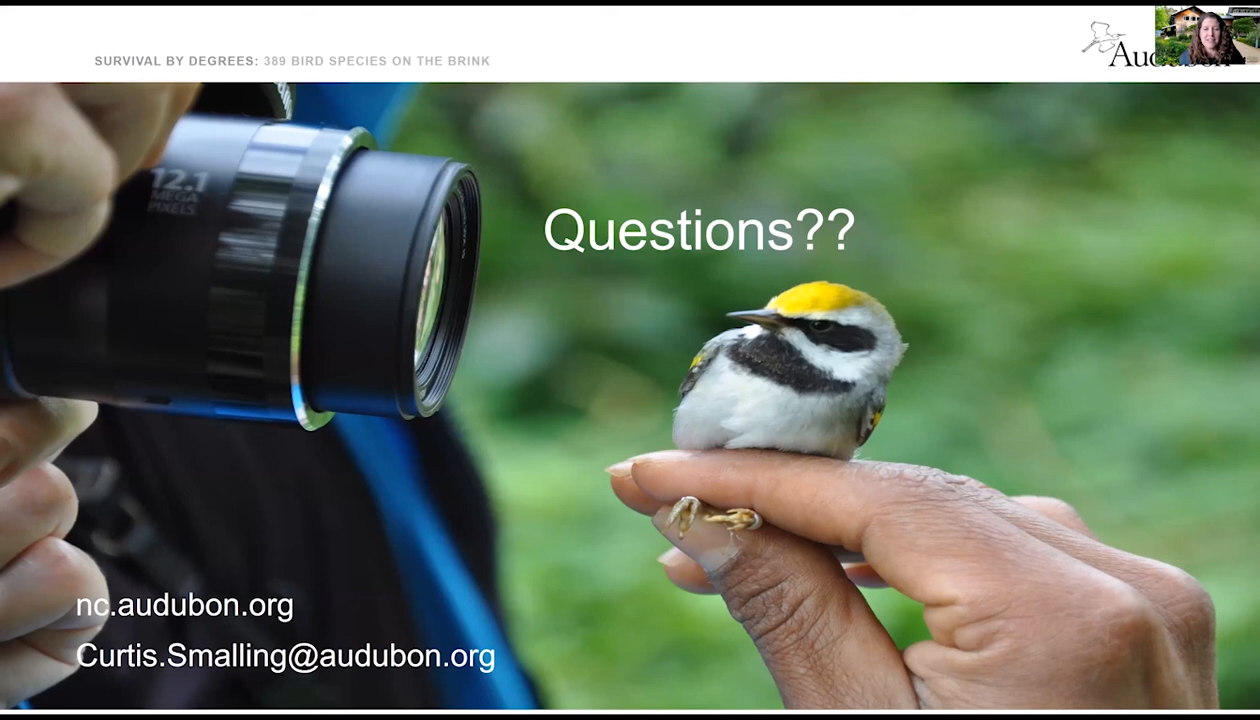 SURVIVAL BY DEGREES: 389 BIRD SPECIES ON THE BRINK
Audubon
12.1
MEGA
PIXELS
Questions??
nc.audubon.org
Curtis.Smalling@audubon.org